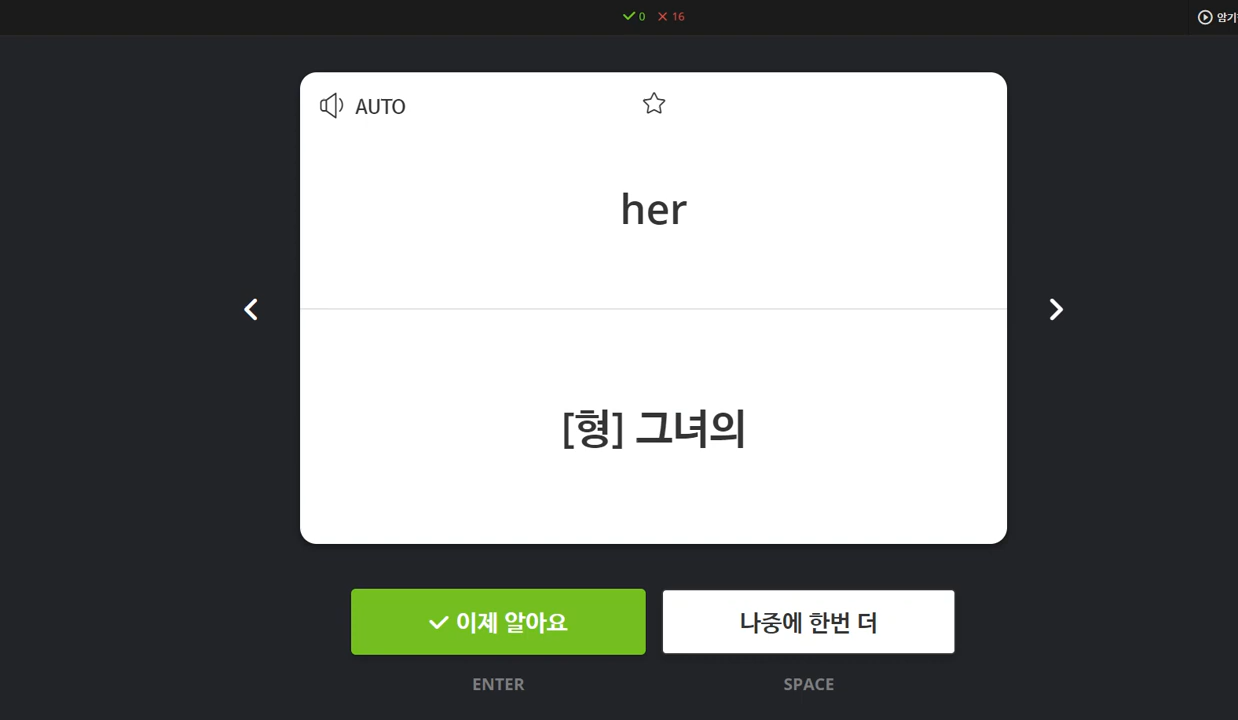 0 16
AUTO
her
[형] 그녀의
이제 알아요
나중에 한번 더
ENTER
SPACE